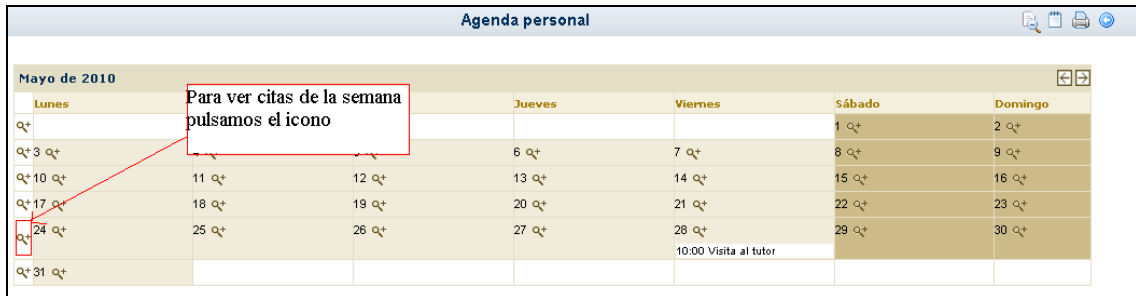 Agenda personal
Mayo de 2010
Para ver citas de la semana
pulsamos el icono
Lunes Jueves Viernes Sábado Domingo
1 2
3 6 7 8 9
10 11 12 13 14 15 16
17 18 19 20 21 22 23
24 25 26 27 28 29 30
10:00 Visita al tutor
31